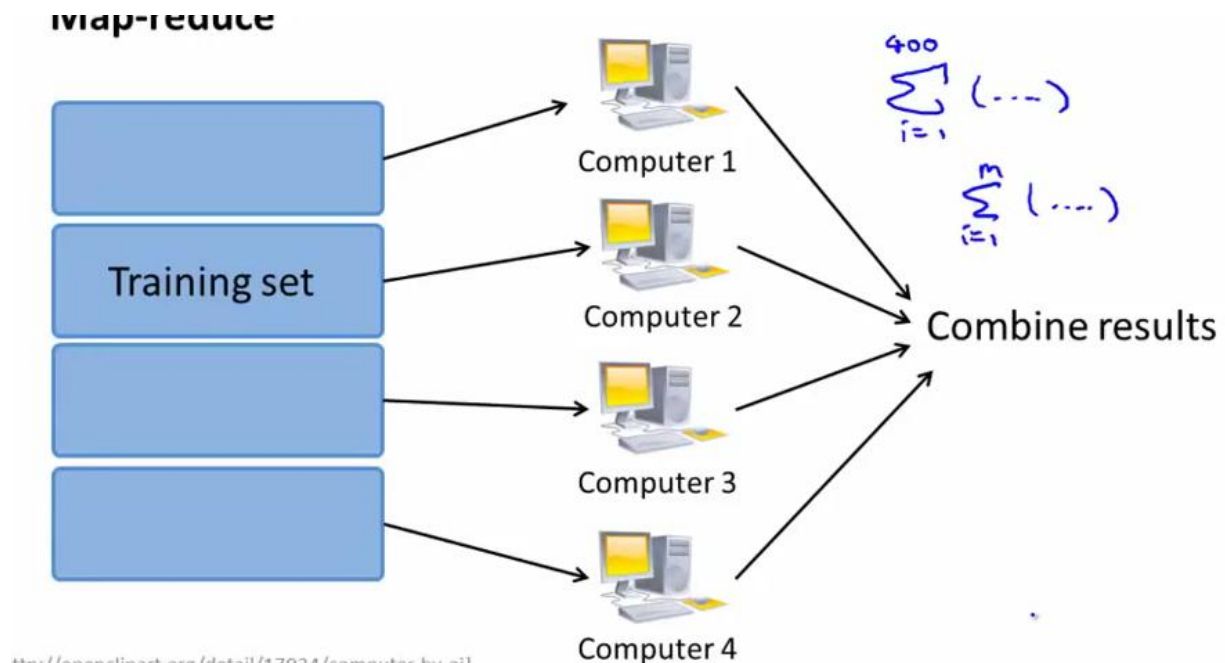 Map-reduce
Training set
Computer 1
Computer 2
Computer 3
Computer 4
Combine results
400
∑ (....)
i=1
m
∑ (....)
i=1